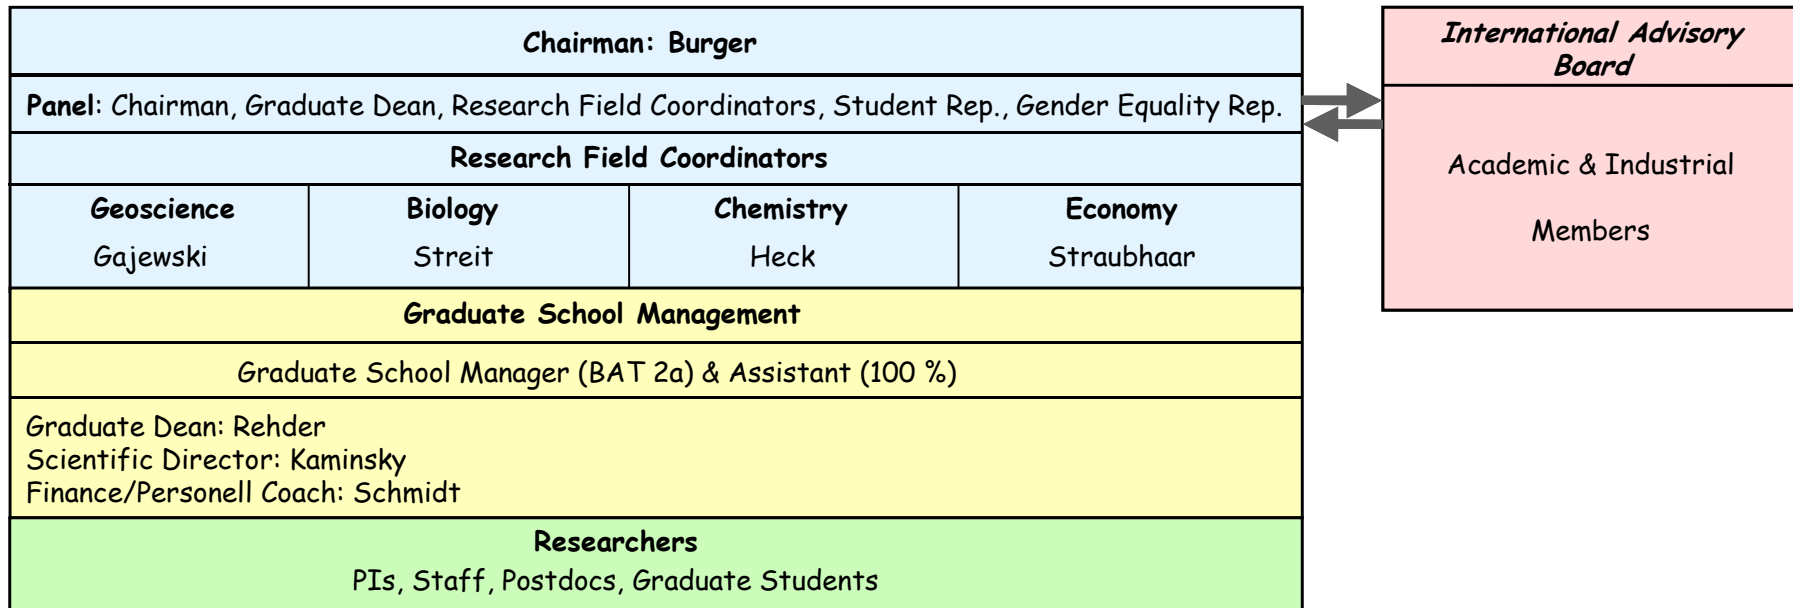 Chairman: Burger
Panel: Chairman, Graduate Dean, Research Field Coordinators, Student Rep., Gender Equality Rep.
Research Field Coordinators
Geoscience
Gajewski
Biology
Streit
Chemistry
Heck
Economy
Straubhaar
Graduate School Management
Graduate School Manager (BAT 2a) & Assistant (100 %)
Graduate Dean: Rehder
Scientific Director: Kaminsky
Finance/Personell Coach: Schmidt
Researchers
PIs, Staff, Postdocs, Graduate Students
International Advisory
Board
Academic & Industrial
Members